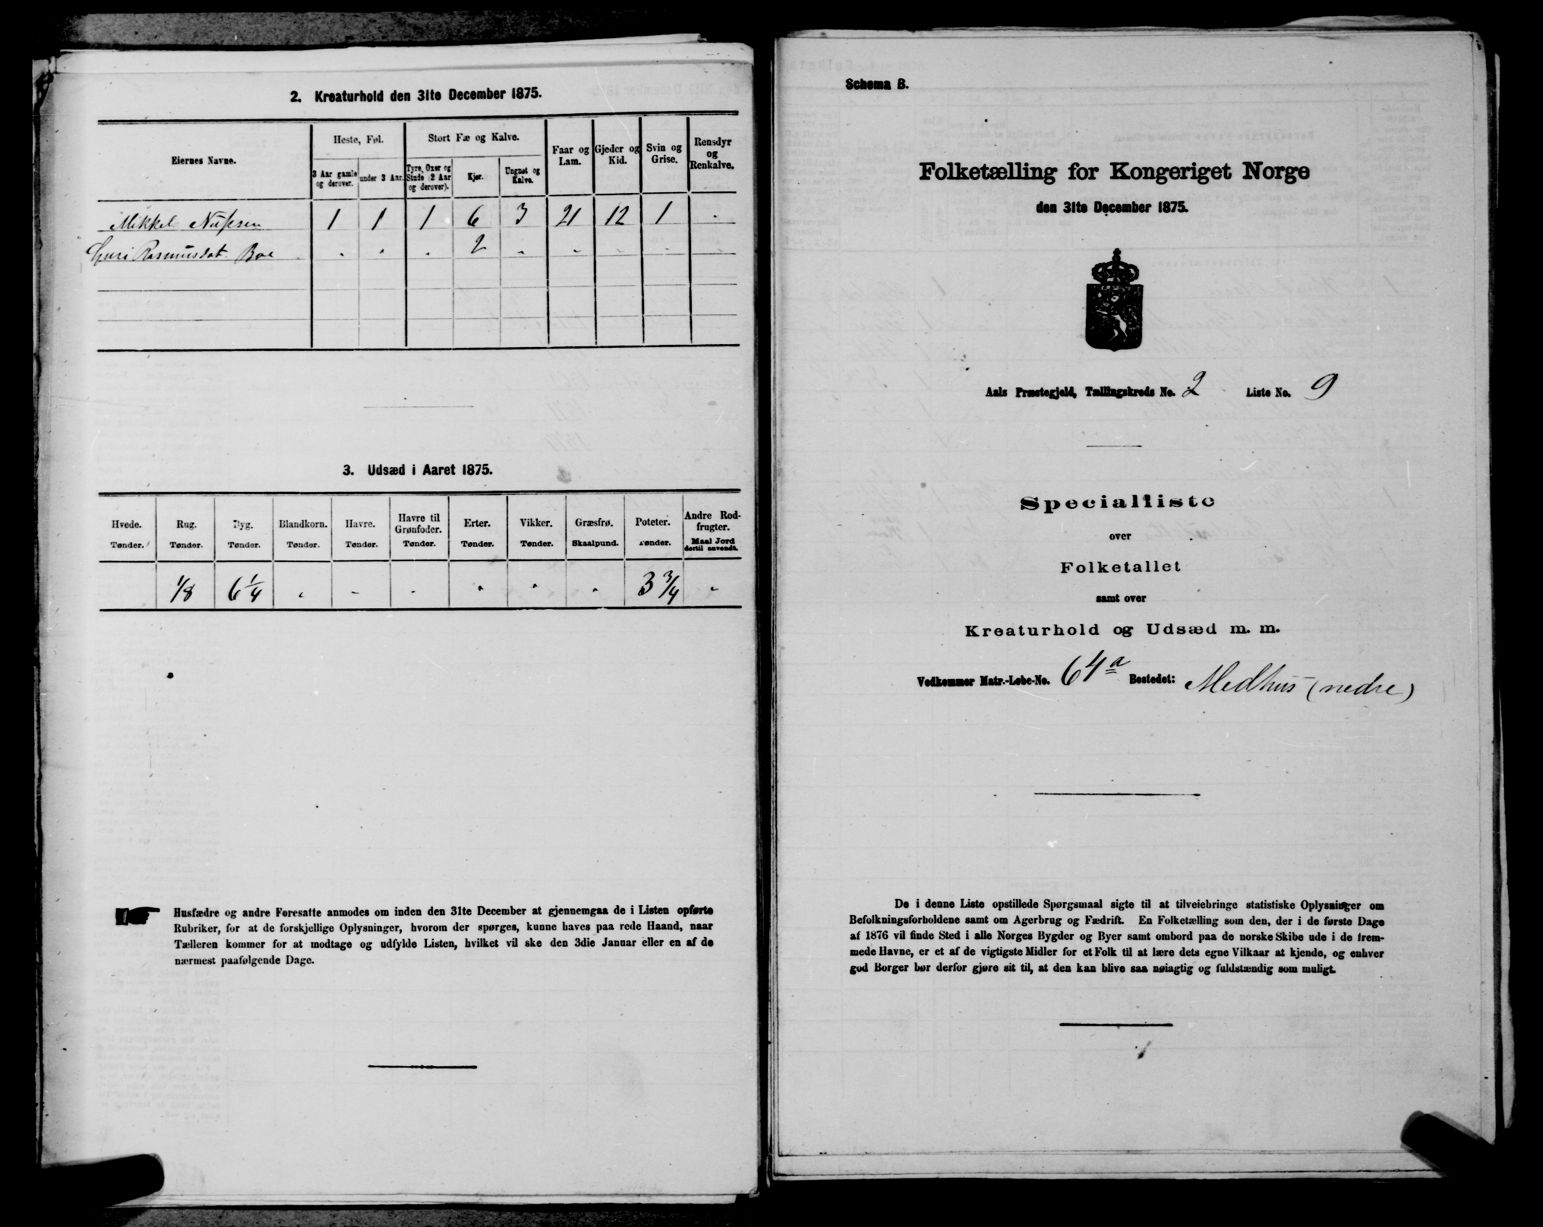 2. Kreaturhold den 31te December 1875.
Eiernes Navne.
Heste, Føl.
3 Aar gamle og derover.
under 3 Aar.
Stort Fæ og Kalve.
Tyre, Oxer og Stude (2 Aar og derover).
Kjør.
Ungnøt og Kalve.
Faar og Lam.
Gjeder og Kid.
Svin og Grise.
Rensdyr og Renkalve.
Mikkel 1 1 1 6 3 21 12 1 -
Guri Rasmusdat. Boe - - - 2 - - - - -
3. Udsæd i Aaret 1875.
Hvede. Rug. Byg. Blandkorn. Havre. Havre til Grønfoder. Erter. Vikker. Græsfrø. Poteter. Andre Rodfrugter.
Tønder. Tønder. Tønder. Tønder. Tønder. Tønder. Tønder. Tønder. Skaalpund. Tønder. Maal Jord dertil anvendt.
1/8 6 1/4 - - - - - - 3 3/4 -
Husfædre og andre Foresatte anmodes om inden den 31te December at gjennemgaa de i Listen opførte
Rubriker, for at de forskjellige Oplysninger, hvorom der spørges, kunne haves paa rede Haand, naar
Tælleren kommer for at modtage og udfylde Listen, hvilket vil ske den 3die Januar eller en af de
nærmest paafølgende Dage.
Schema B.
Folketælling for Kongeriget Norge
den 31te December 1875.
Aals Præstegjeld, Tællingskreds No. 2 Liste No. 9
Specialliste
over
Folketallet
samt over
Kreaturhold og Udsæd m. m.
Vedkommer Matr.-Løbe-No. 64a Bostedet: Medhus (nedre)
De i denne Liste opstillede Spørgsmaal sigte til at tilveiebringe statistiske Oplysninger om
Befolkningsforholdene samt om Agerbrug og Fædrift. En Folketælling som den, der i de første Dage
af 1876 vil finde Sted i alle Norges Bygder og Byer samt ombord paa de norske Skibe ude i de frem-
mede Havne, er et af de vigtigste Midler for et Folk til at lære dets egne Vilkaar at kjende, og enhver
god Borger bør derfor gjøre sit til, at den kan blive saa nøiagtig og fuldstændig som muligt.